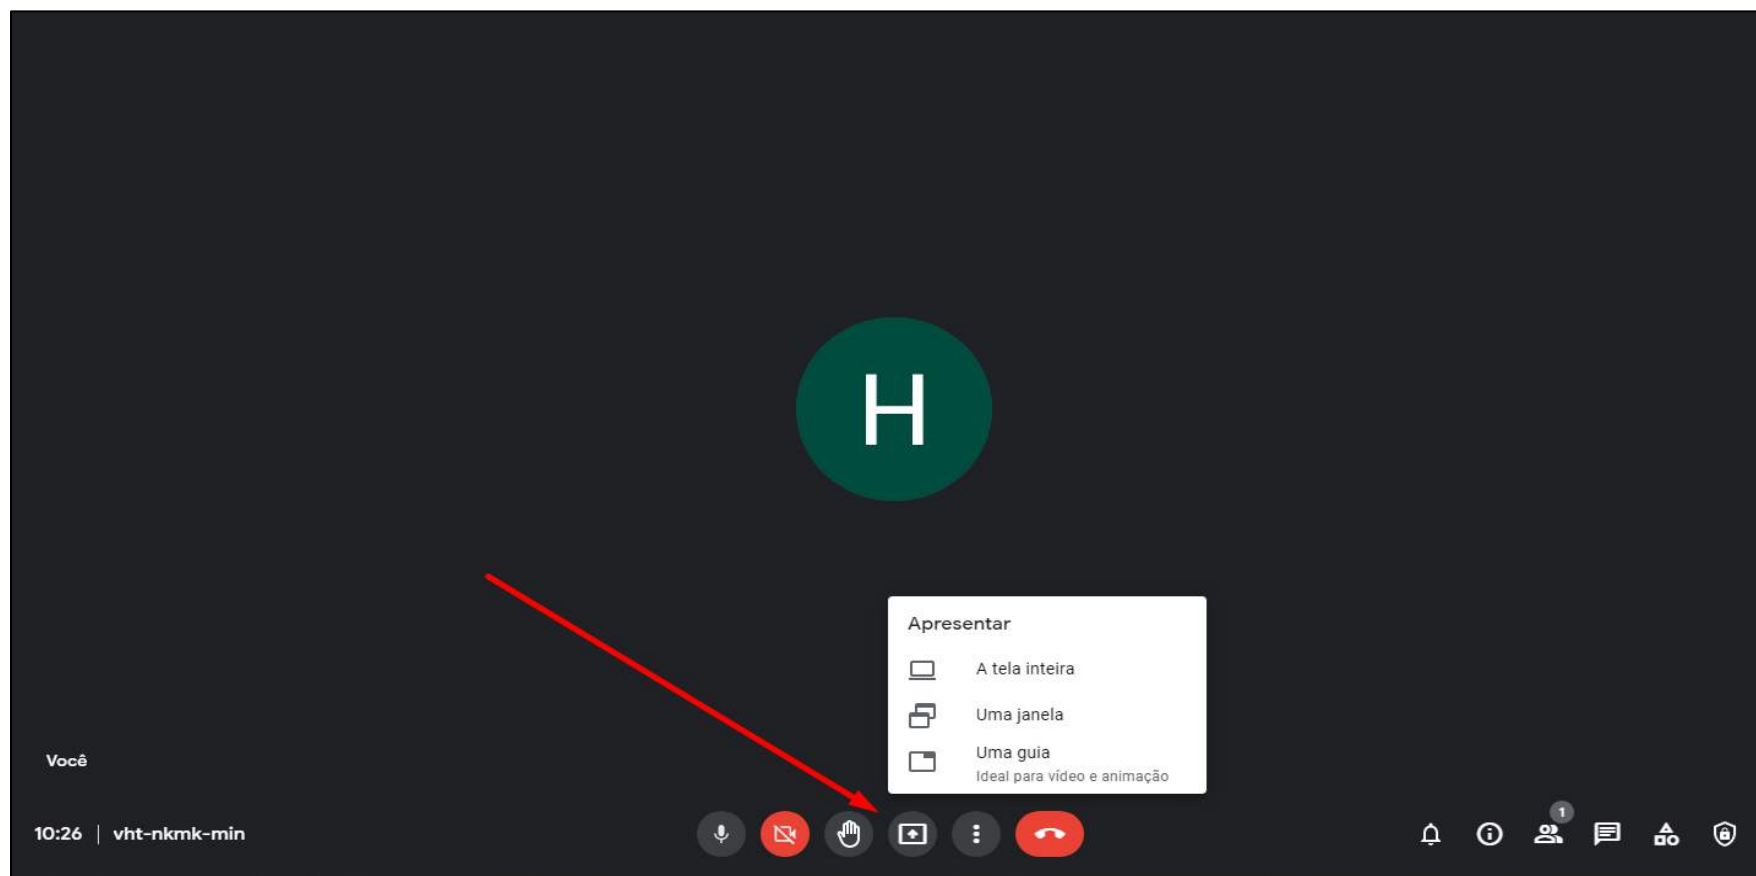 H
Apresentar
A tela inteira
Uma janela
Uma guia
Ideal para vídeo e animação
Você
10:26 | vht-nkmk-min
1